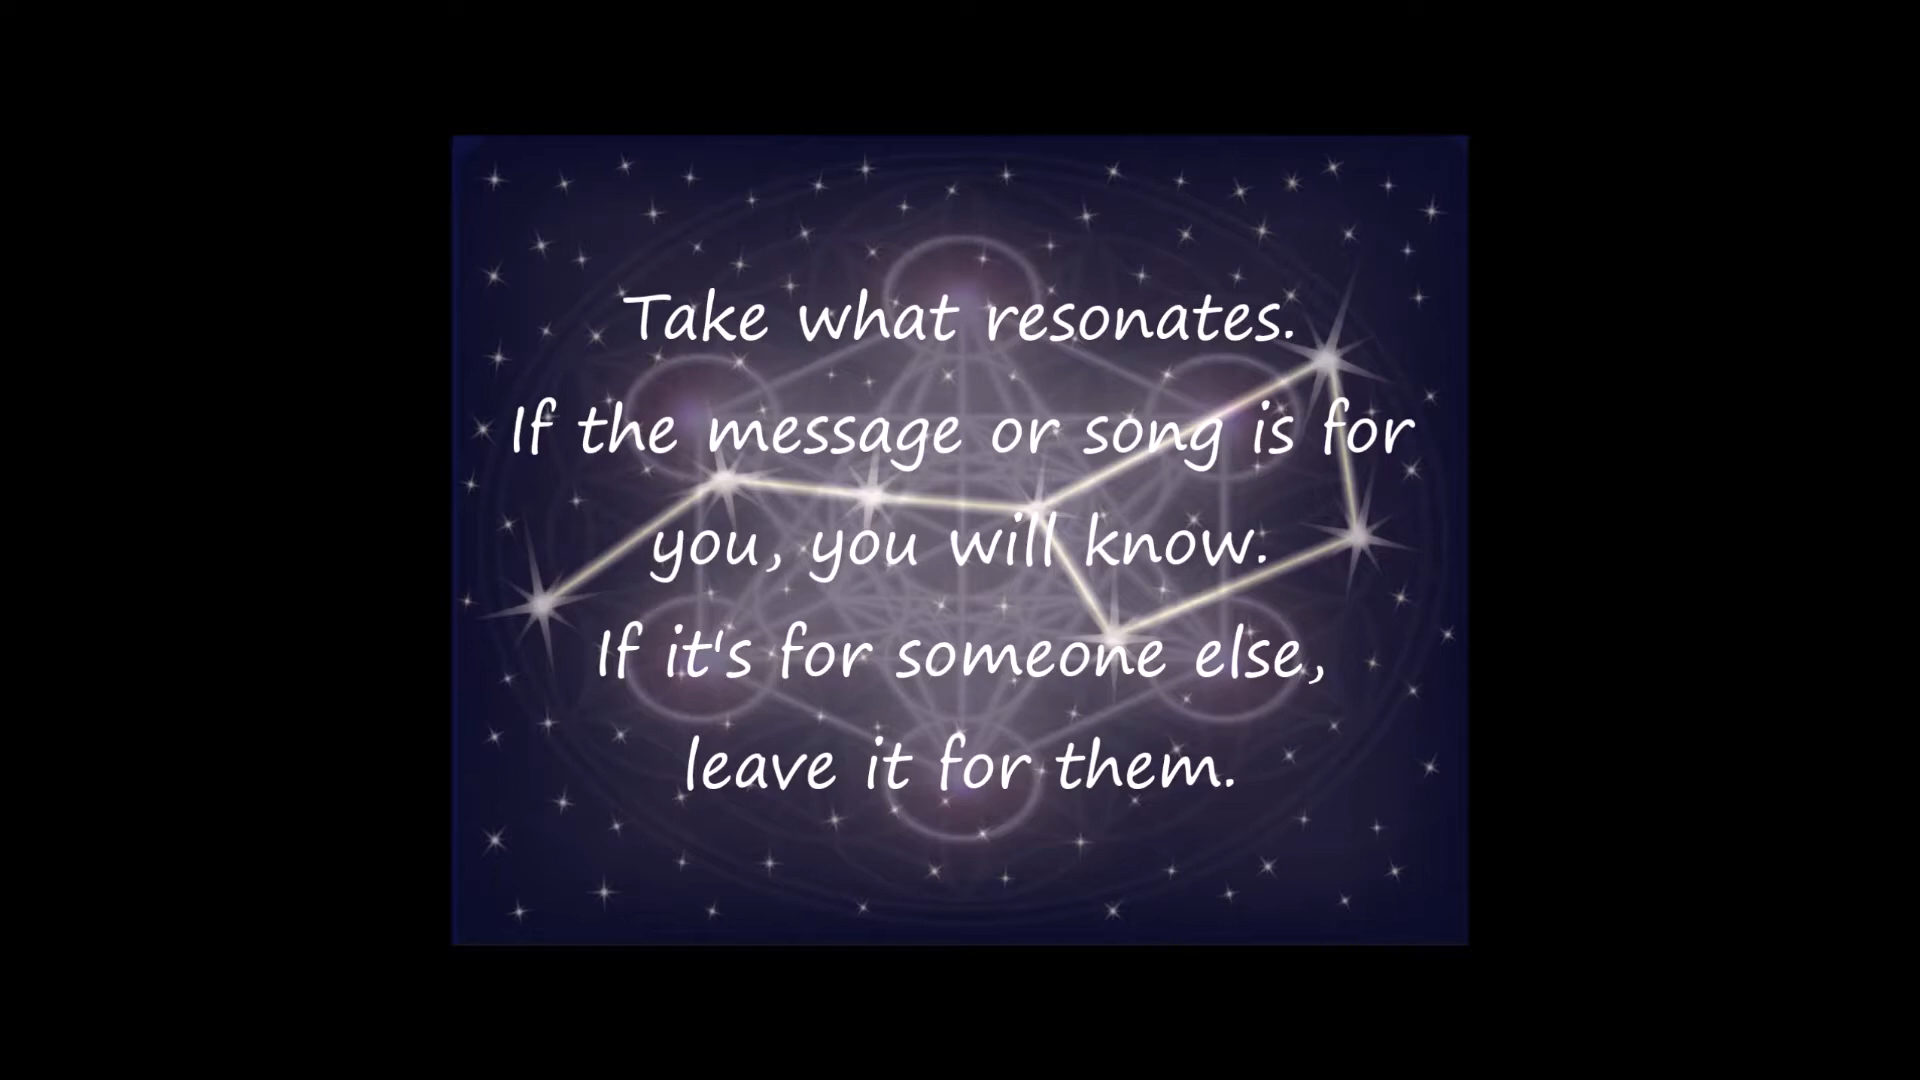 Take what resonates.
If the message or song is for
you, you will know.
If it's for someone else,
leave it for them.